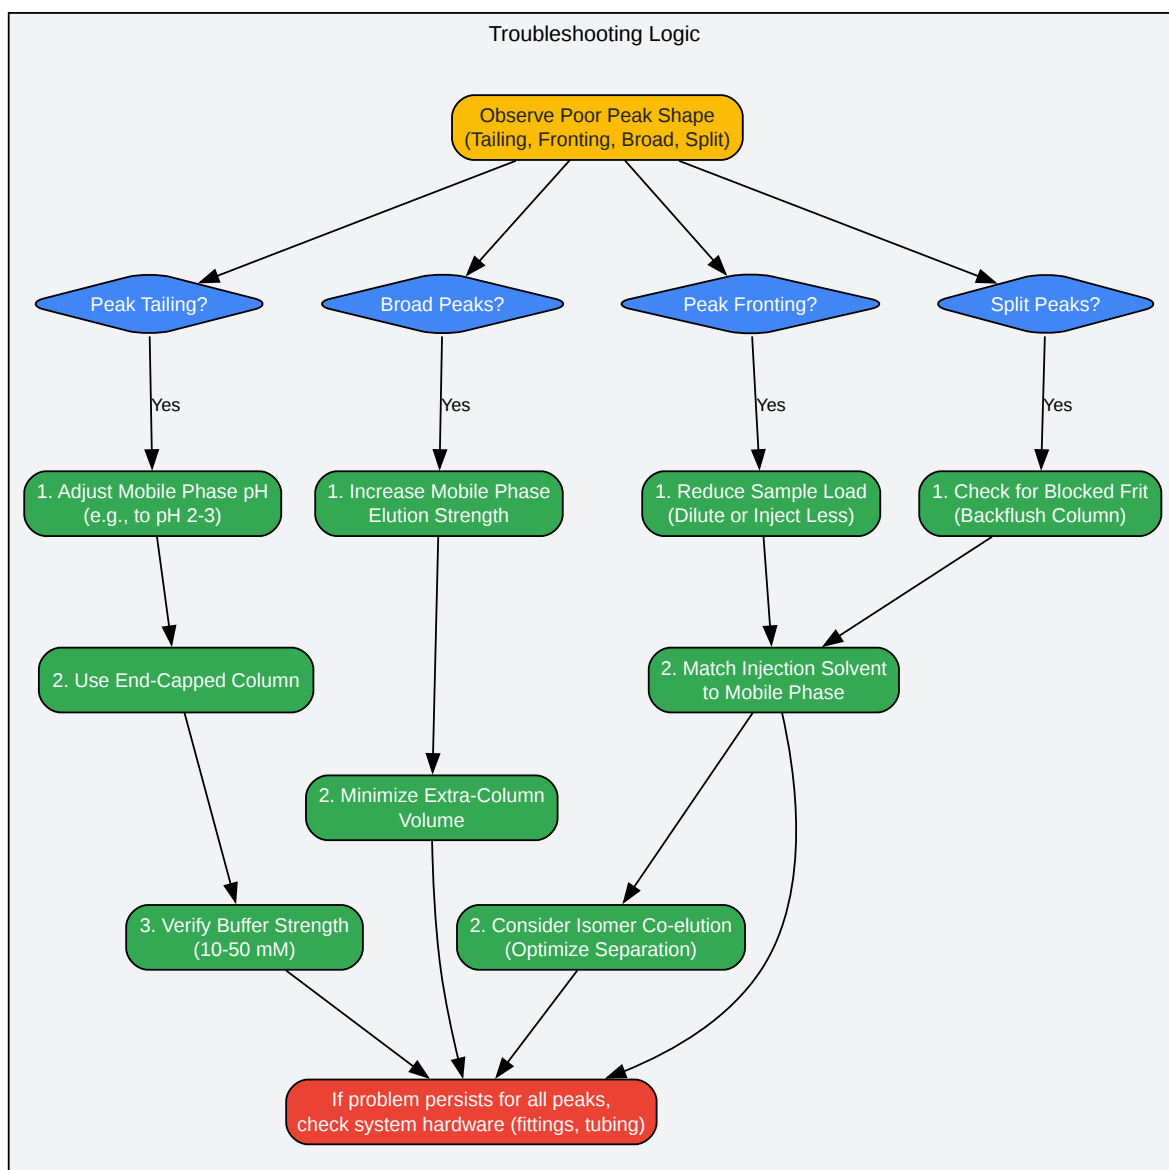 Troubleshooting Logic
Observe Poor Peak Shape
(Tailing, Fronting, Broad, Split)
Peak Tailing?
Broad Peaks?
Peak Fronting?
Split Peaks?
Yes
Yes
Yes
Yes
1. Adjust Mobile Phase pH
(e.g., to pH 2-3)
1. Increase Mobile Phase
Elution Strength
1. Reduce Sample Load
(Dilute or Inject Less)
1. Check for Blocked Frit
(Backflush Column)
2. Use End-Capped Column
2. Match Injection Solvent
to Mobile Phase
2. Minimize Extra-Column
Volume
3. Verify Buffer Strength
(10-50 mM)
2. Consider Isomer Co-elution
(Optimize Separation)
If problem persists for all peaks,
check system hardware (fittings, tubing)